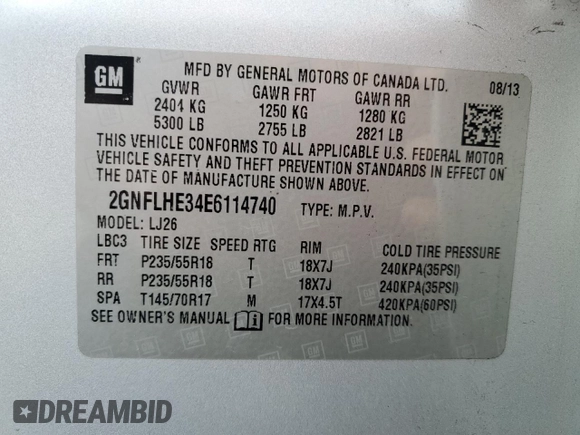 GM
MFD BY GENERAL MOTORS OF CANADA LTD. 08/13
GVWR GAWR FRT GAWR RR
2404 KG 1250 KG 1280 KG
5300 LB 2755 LB 2821 LB
THIS VEHICLE CONFORMS TO ALL APPLICABLE U.S. FEDERAL MOTOR
VEHICLE SAFETY AND THEFT PREVENTION STANDARDS IN EFFECT ON
THE DATE OF MANUFACTURE SHOWN ABOVE.
2GNFLHE34E6114740 TYPE: M.P.V.
MODEL: LJ26
LBC3 TIRE SIZE SPEED RTG RIM COLD TIRE PRESSURE
FRT P235/55R18 T 18X7J 240KPA(35PSI)
RR P235/55R18 T 18X7J 240KPA(35PSI)
SPA T145/70R17 M 17X4.5T 420KPA(60PSI)
SEE OWNER'S MANUAL FOR MORE INFORMATION.
DREAMBID